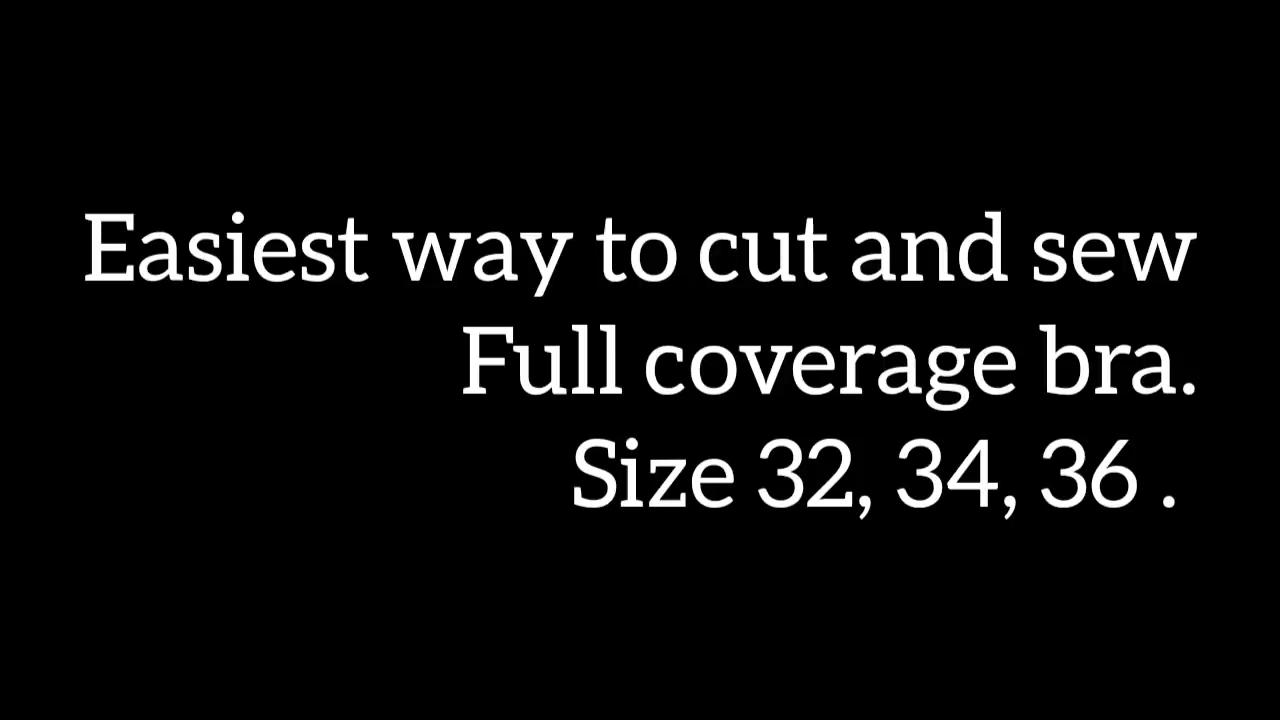 Easiest way to cut and sew
Full coverage bra.
Size 32, 34, 36 .